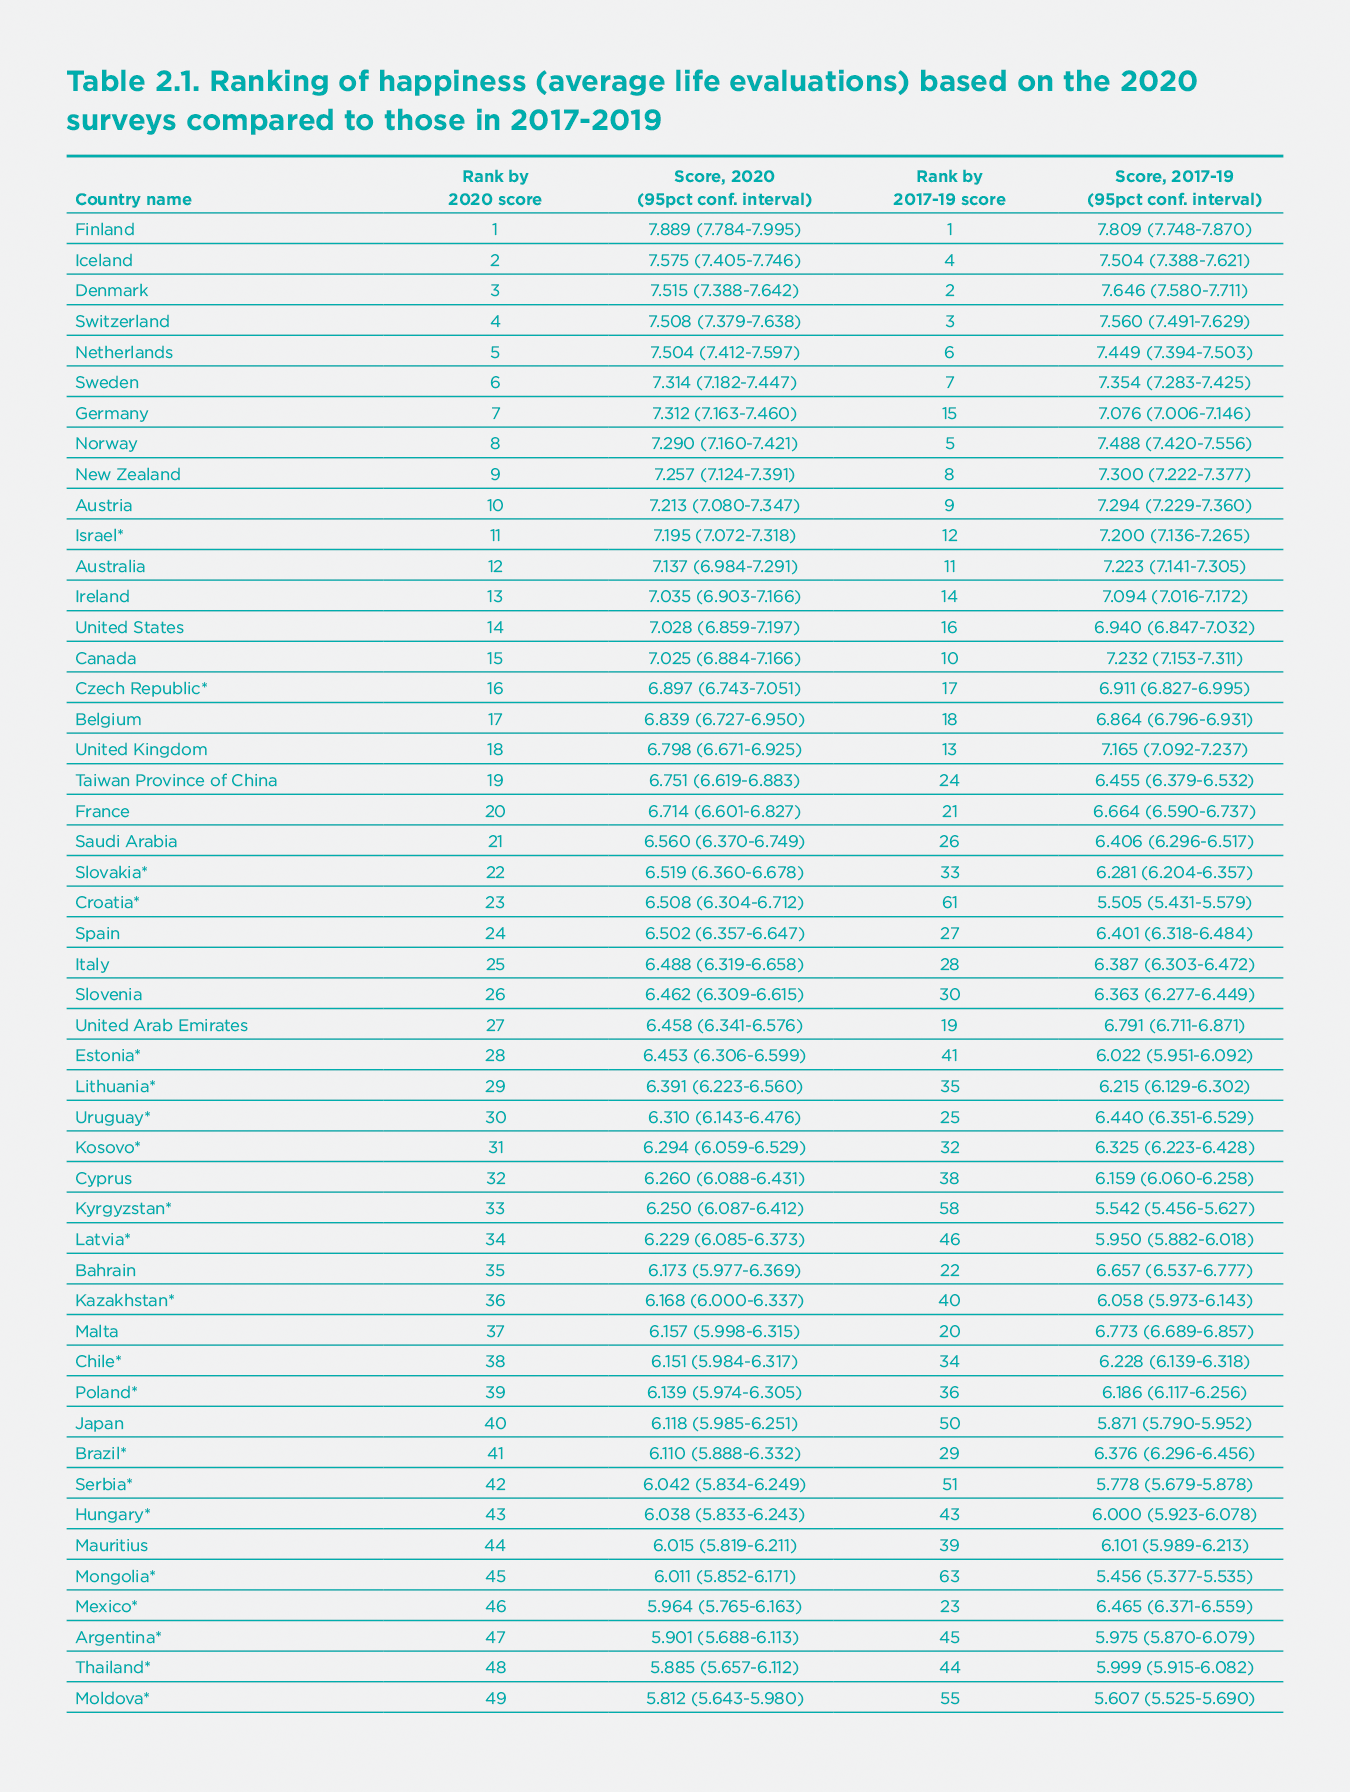 Table 2.1. Ranking of happiness (average life evaluations) based on the 2020
surveys compared to those in 2017-2019
Country name Rank by 2020 score Score, 2020 (95pct conf. interval) Rank by 2017-19 score Score, 2017-19 (95pct conf. interval)
Finland 1 7.889 (7.784-7.995) 1 7.809 (7.748-7.870)
Iceland 2 7.575 (7.405-7.746) 4 7.504 (7.388-7.621)
Denmark 3 7.515 (7.388-7.642) 2 7.646 (7.580-7.711)
Switzerland 4 7.508 (7.379-7.638) 3 7.560 (7.491-7.629)
Netherlands 5 7.504 (7.412-7.597) 6 7.449 (7.394-7.503)
Sweden 6 7.314 (7.182-7.447) 7 7.354 (7.283-7.425)
Germany 7 7.312 (7.163-7.460) 15 7.076 (7.006-7.146)
Norway 8 7.290 (7.160-7.421) 5 7.488 (7.420-7.556)
New Zealand 9 7.257 (7.124-7.391) 8 7.300 (7.222-7.377)
Austria 10 7.213 (7.080-7.347) 9 7.294 (7.229-7.360)
Israel* 11 7.195 (7.072-7.318) 12 7.200 (7.136-7.265)
Australia 12 7.137 (6.984-7.291) 11 7.223 (7.141-7.305)
Ireland 13 7.035 (6.903-7.166) 14 7.094 (7.016-7.172)
United States 14 7.028 (6.859-7.197) 16 6.940 (6.847-7.032)
Canada 15 7.025 (6.884-7.166) 10 7.232 (7.153-7.311)
Czech Republic* 16 6.897 (6.743-7.051) 17 6.911 (6.827-6.995)
Belgium 17 6.839 (6.727-6.950) 18 6.864 (6.796-6.931)
United Kingdom 18 6.798 (6.671-6.925) 13 7.165 (7.092-7.237)
Taiwan Province of China 19 6.751 (6.619-6.883) 24 6.455 (6.379-6.532)
France 20 6.714 (6.601-6.827) 21 6.664 (6.590-6.737)
Saudi Arabia 21 6.560 (6.370-6.749) 26 6.406 (6.296-6.517)
Slovakia* 22 6.519 (6.360-6.678) 33 6.281 (6.204-6.357)
Croatia* 23 6.508 (6.304-6.712) 61 5.505 (5.431-5.579)
Spain 24 6.502 (6.357-6.647) 27 6.401 (6.318-6.484)
Italy 25 6.488 (6.319-6.658) 28 6.387 (6.303-6.472)
Slovenia 26 6.462 (6.309-6.615) 30 6.363 (6.277-6.449)
United Arab Emirates 27 6.458 (6.341-6.576) 19 6.791 (6.711-6.871)
Estonia* 28 6.453 (6.306-6.599) 41 6.022 (5.951-6.092)
Lithuania* 29 6.391 (6.223-6.560) 35 6.215 (6.129-6.302)
Uruguay* 30 6.310 (6.143-6.476) 25 6.440 (6.351-6.529)
Kosovo* 31 6.294 (6.059-6.529) 32 6.325 (6.223-6.428)
Cyprus 32 6.260 (6.088-6.431) 38 6.159 (6.060-6.258)
Kyrgyzstan* 33 6.250 (6.087-6.412) 58 5.542 (5.456-5.627)
Latvia* 34 6.229 (6.085-6.373) 46 5.950 (5.882-6.018)
Bahrain 35 6.173 (5.977-6.369) 22 6.657 (6.537-6.777)
Kazakhstan* 36 6.168 (6.000-6.337) 40 6.058 (5.973-6.143)
Malta 37 6.157 (5.998-6.315) 20 6.773 (6.689-6.857)
Chile* 38 6.151 (5.984-6.317) 34 6.228 (6.139-6.318)
Poland* 39 6.139 (5.974-6.305) 36 6.186 (6.117-6.256)
Japan 40 6.118 (5.985-6.251) 50 5.871 (5.790-5.952)
Brazil* 41 6.110 (5.888-6.332) 29 6.376 (6.296-6.456)
Serbia* 42 6.042 (5.834-6.249) 51 5.778 (5.679-5.878)
Hungary* 43 6.038 (5.833-6.243) 43 6.000 (5.923-6.078)
Mauritius 44 6.015 (5.819-6.211) 39 6.101 (5.989-6.213)
Mongolia* 45 6.011 (5.852-6.171) 63 5.456 (5.377-5.535)
Mexico* 46 5.964 (5.765-6.163) 23 6.465 (6.371-6.559)
Argentina* 47 5.901 (5.688-6.113) 45 5.975 (5.870-6.079)
Thailand* 48 5.885 (5.657-6.112) 44 5.999 (5.915-6.082)
Moldova* 49 5.812 (5.643-5.980) 55 5.607 (5.525-5.690)